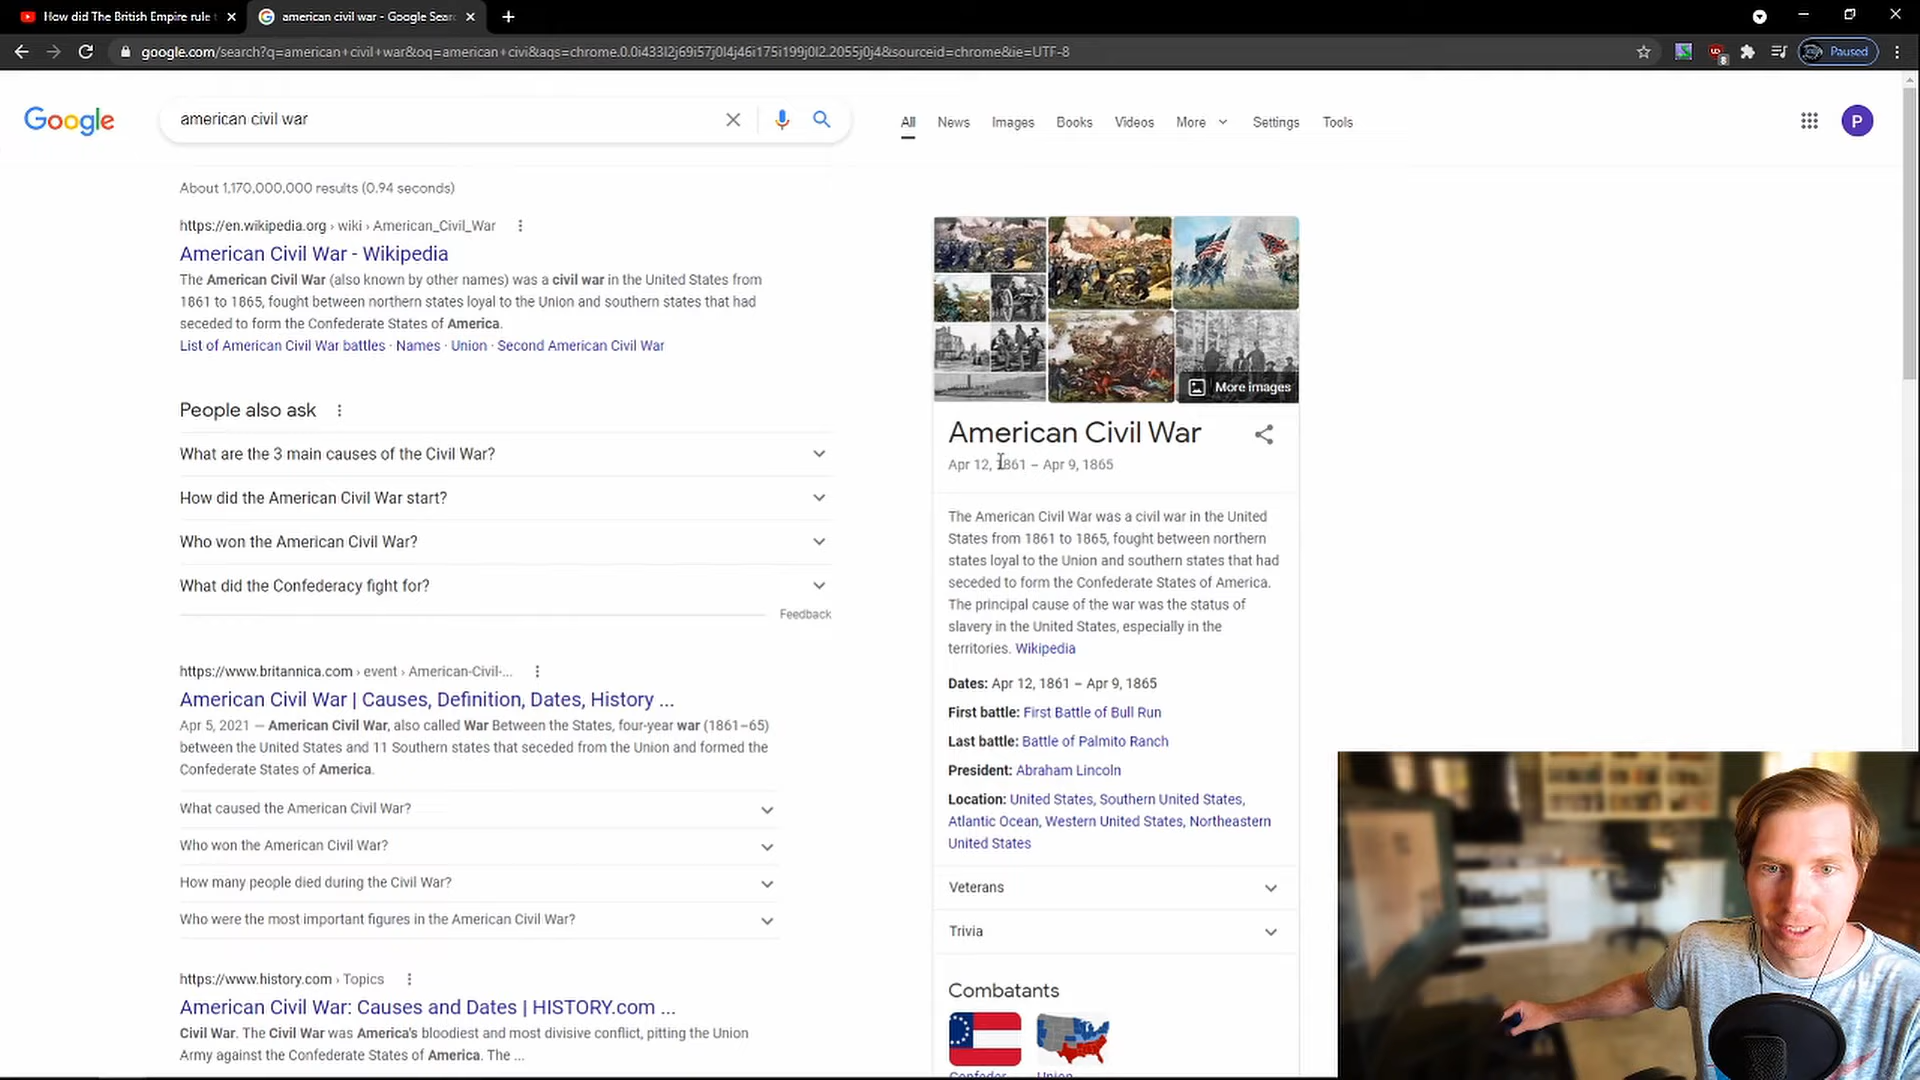 How did The British Empire rule t
american civil war - Google Sear
google.com/search?q=american+civil+war&oq=american+civi&aqs=chrome.0.0i433l2j69i57j0l4j46i175i199j0l2.2055j0j4&sourceid=chrome&ie=UTF-8
8
Paused
Google
american civil war
All
News
Images
Books
Videos
More
Settings
Tools
P
About 1,170,000,000 results (0.94 seconds)
https://en.wikipedia.org › wiki › American_Civil_War
American Civil War - Wikipedia
The American Civil War (also known by other names) was a civil war in the United States from
1861 to 1865, fought between northern states loyal to the Union and southern states that had
seceded to form the Confederate States of America.
List of American Civil War battles · Names · Union · Second American Civil War
People also ask
What are the 3 main causes of the Civil War?
How did the American Civil War start?
Who won the American Civil War?
What did the Confederacy fight for?
Feedback
https://www.britannica.com › event › American-Civil-...
American Civil War | Causes, Definition, Dates, History ...
Apr 5, 2021 — American Civil War, also called War Between the States, four-year war (1861–65)
between the United States and 11 Southern states that seceded from the Union and formed the
Confederate States of America.
What caused the American Civil War?
Who won the American Civil War?
How many people died during the Civil War?
Who were the most important figures in the American Civil War?
https://www.history.com › Topics
American Civil War: Causes and Dates | HISTORY.com ...
Civil War. The Civil War was America's bloodiest and most divisive conflict, pitting the Union
Army against the Confederate States of America. The ...
More images
American Civil War
Apr 12, 1861 – Apr 9, 1865
The American Civil War was a civil war in the United
States from 1861 to 1865, fought between northern
states loyal to the Union and southern states that had
seceded to form the Confederate States of America.
The principal cause of the war was the status of
slavery in the United States, especially in the
territories. Wikipedia
Dates: Apr 12, 1861 – Apr 9, 1865
First battle: First Battle of Bull Run
Last battle: Battle of Palmito Ranch
President: Abraham Lincoln
Location: United States, Southern United States,
Atlantic Ocean, Western United States, Northeastern
United States
Veterans
Trivia
Combatants
Confeder
Union